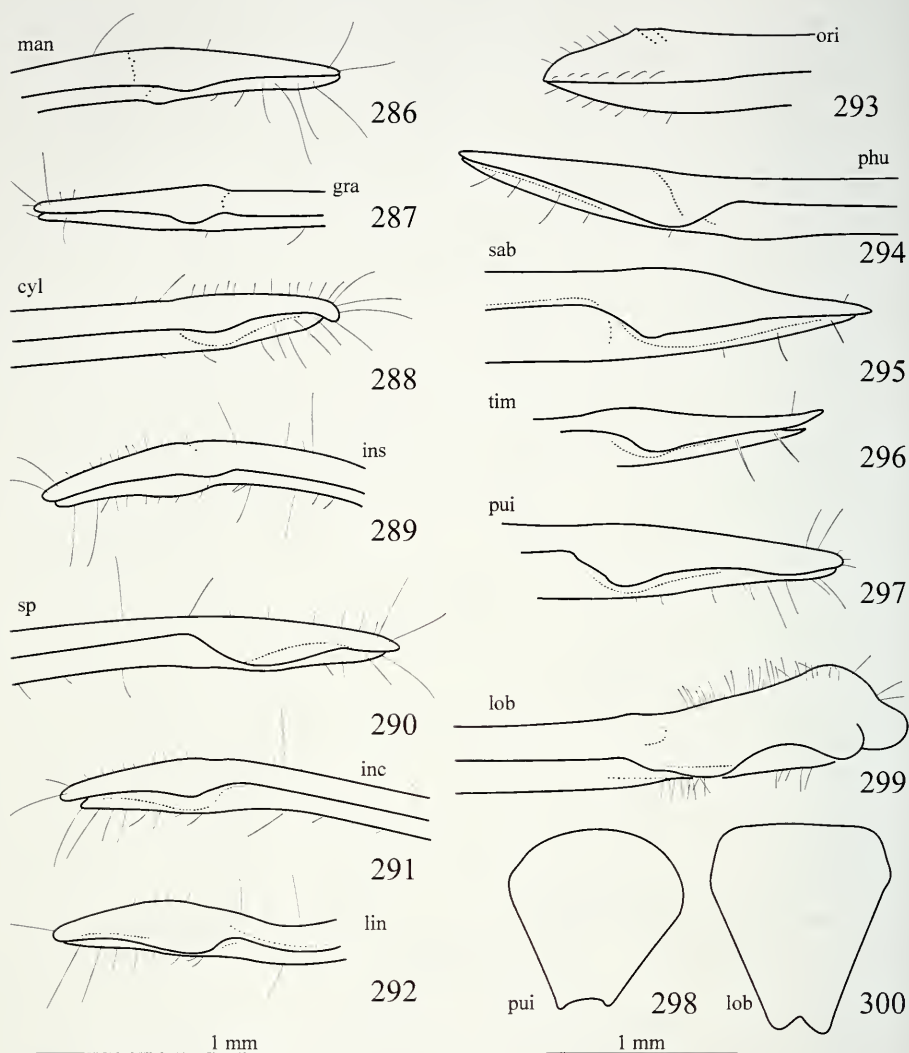 man
286
gra
287
cyl
288
ins
289
sp
290
inc
291
lin
292
1 mm
ori
293
phu
294
sab
295
tim
296
pui
297
lob
299
pui
298
lob
300
1 mm